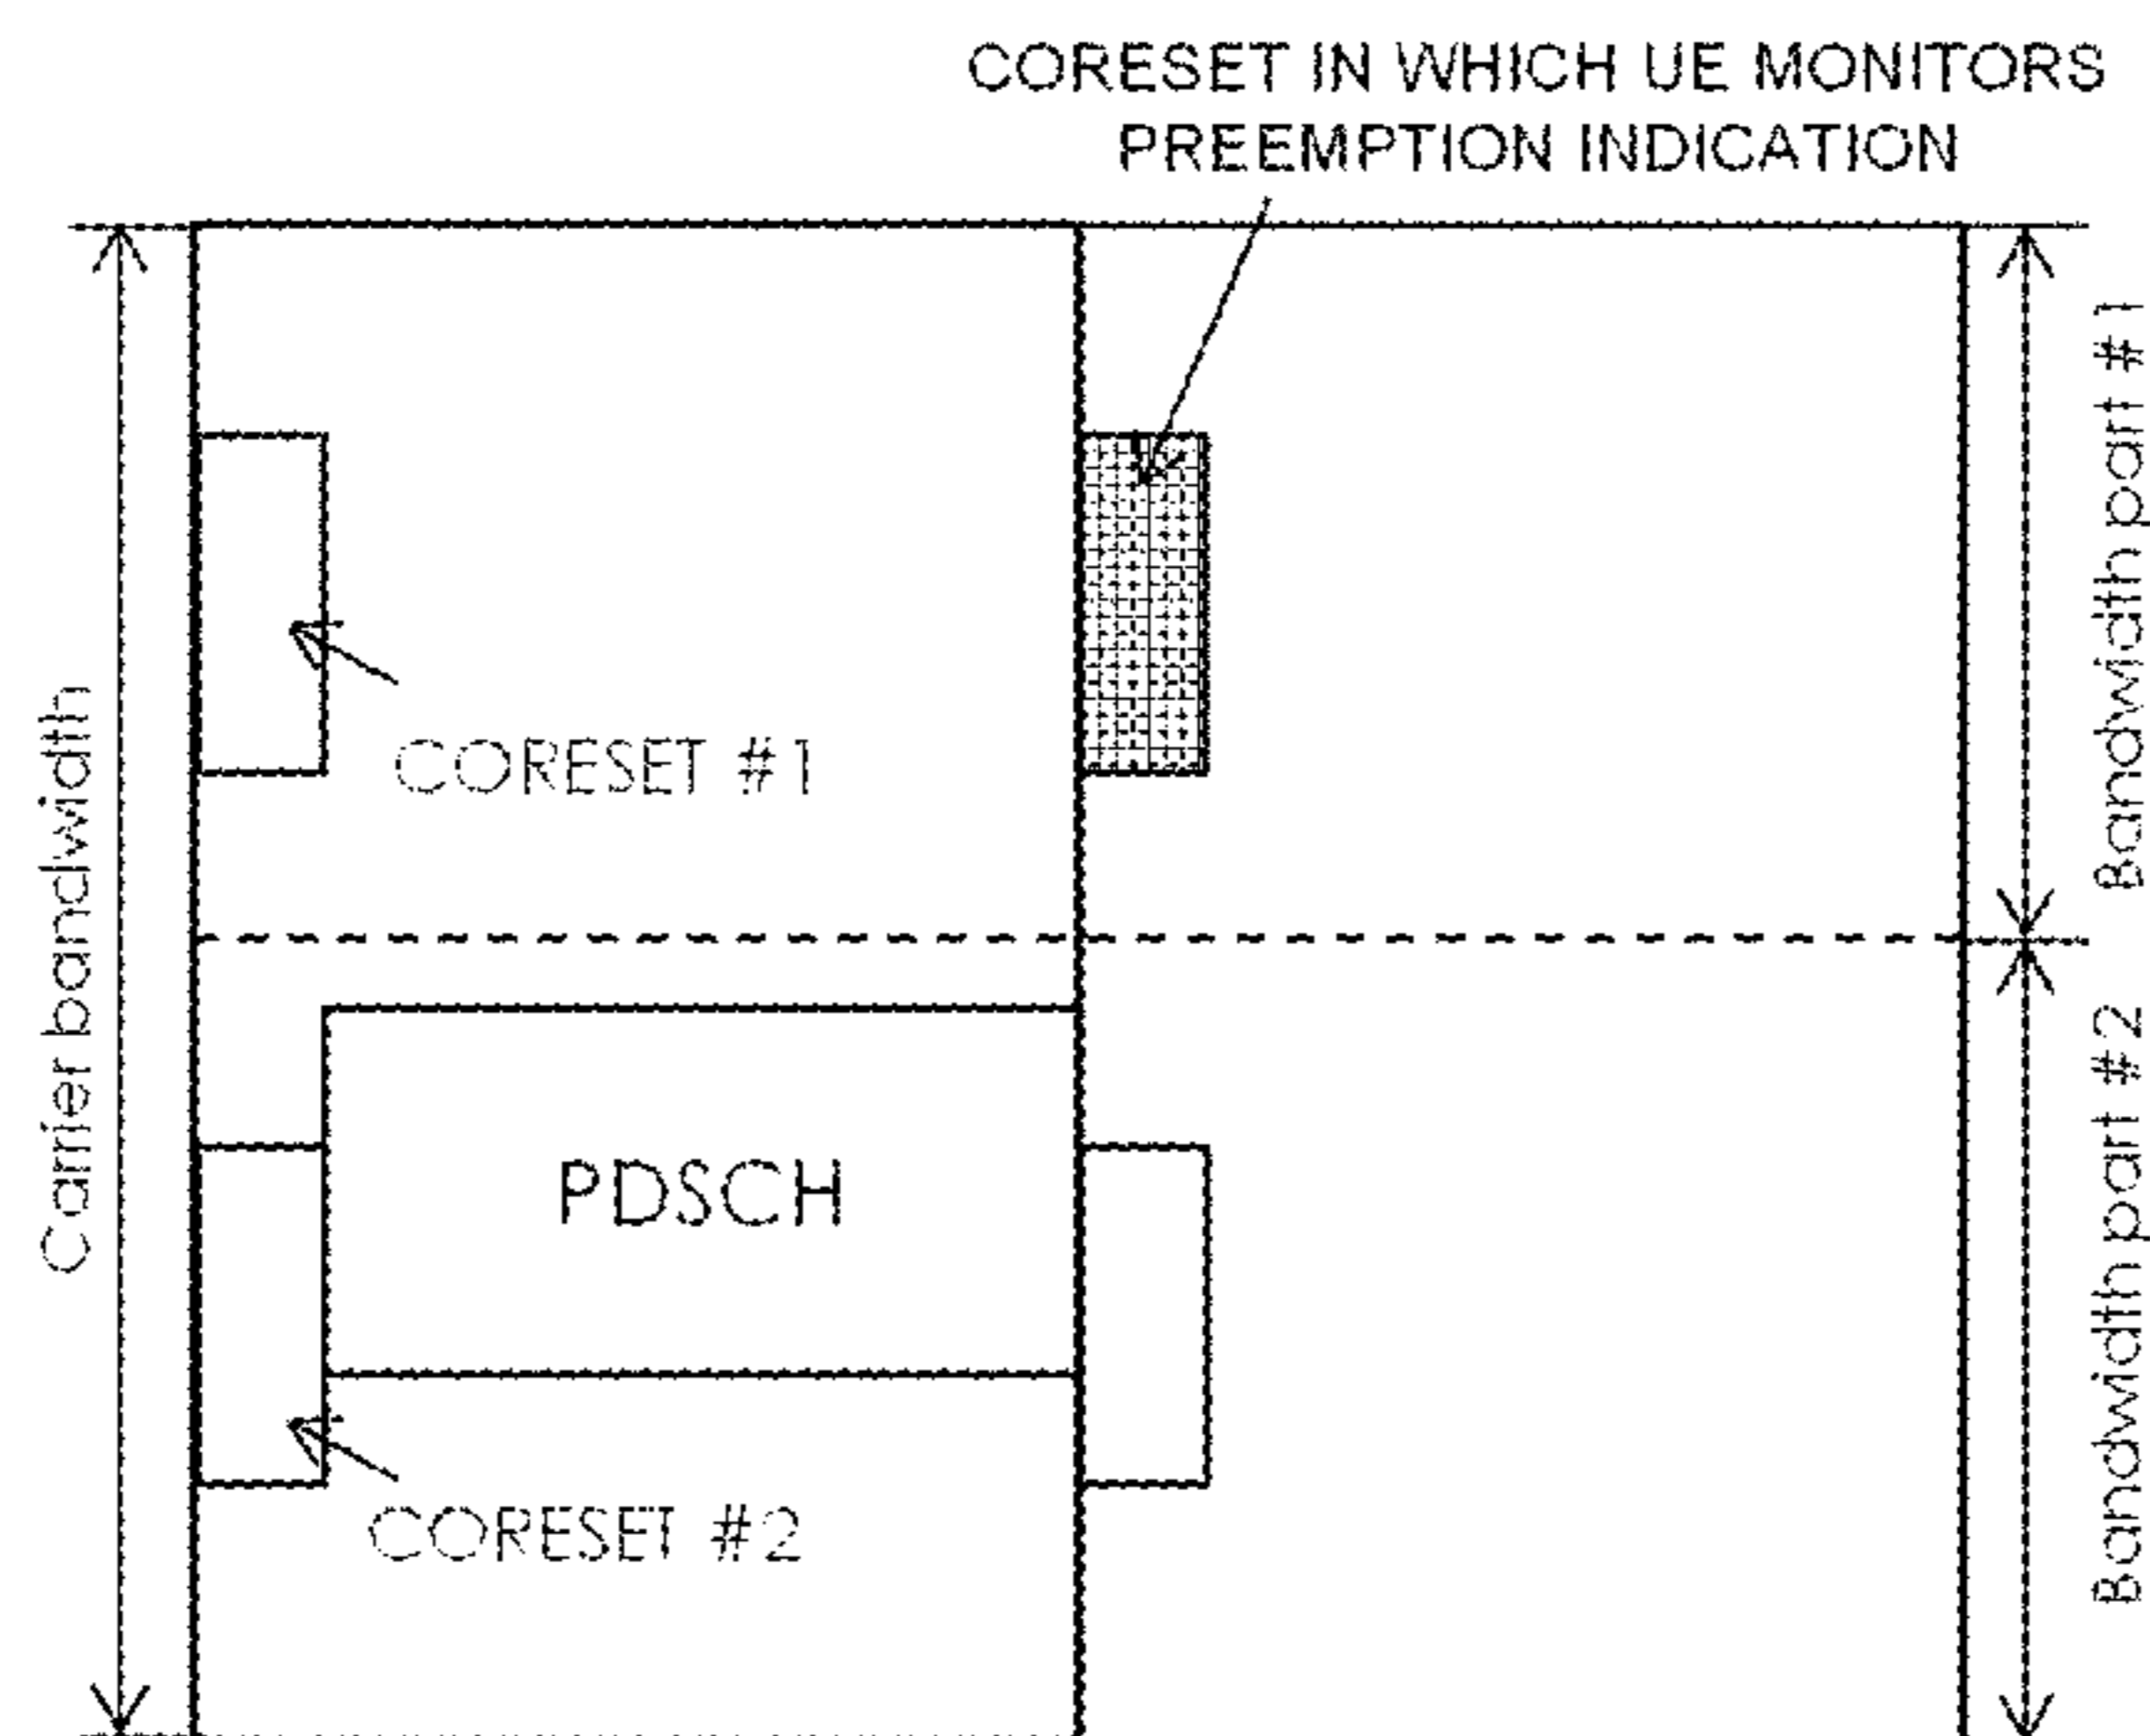 CORESET IN WHICH UE MONITORS
PREEMPTION INDICATION
Carrier bandwidth
Bandwidth part #1
CORESET #1
PDSCH
Bandwidth part #2
CORESET #2